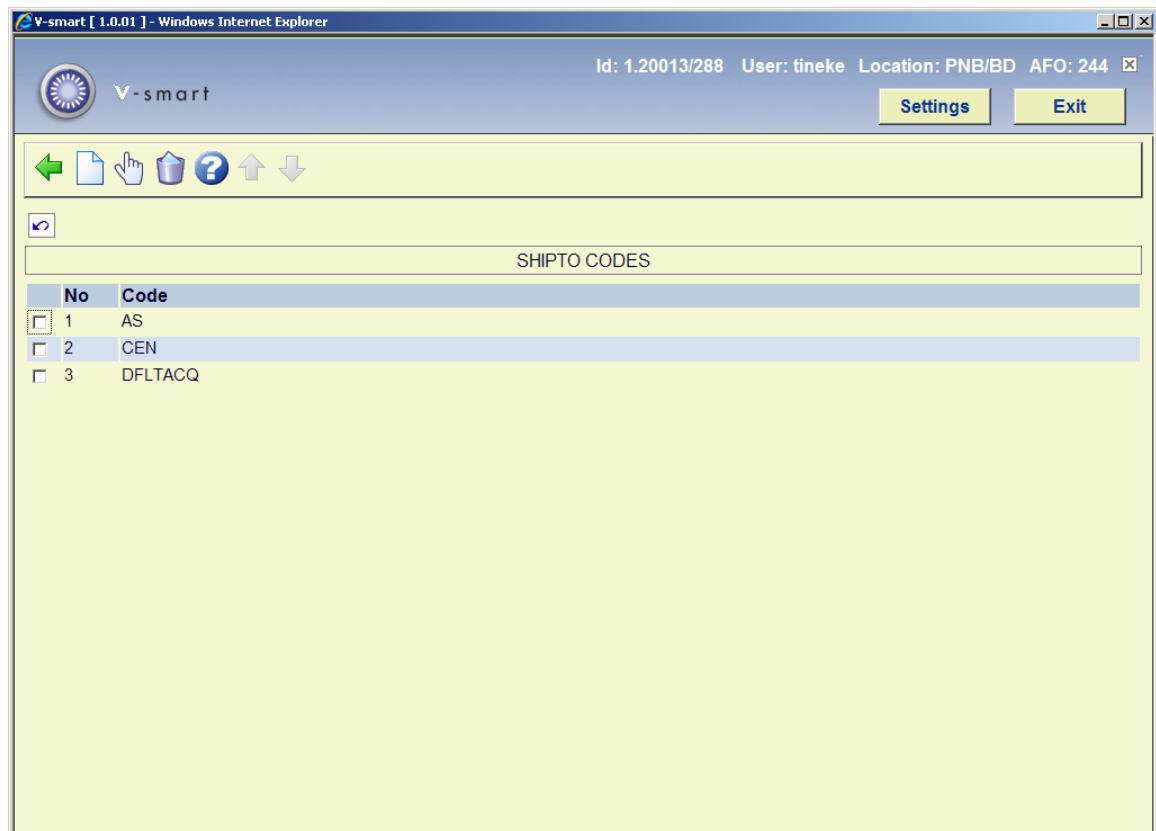 V-smart [ 1.0.01 ] - Windows Internet Explorer
Id: 1.20013/288 User: tineke Location: PNB/BD AFO: 244
V-smart
Settings Exit
?
SHIPTO CODES
No Code
1 AS
2 CEN
3 DFLTACQ